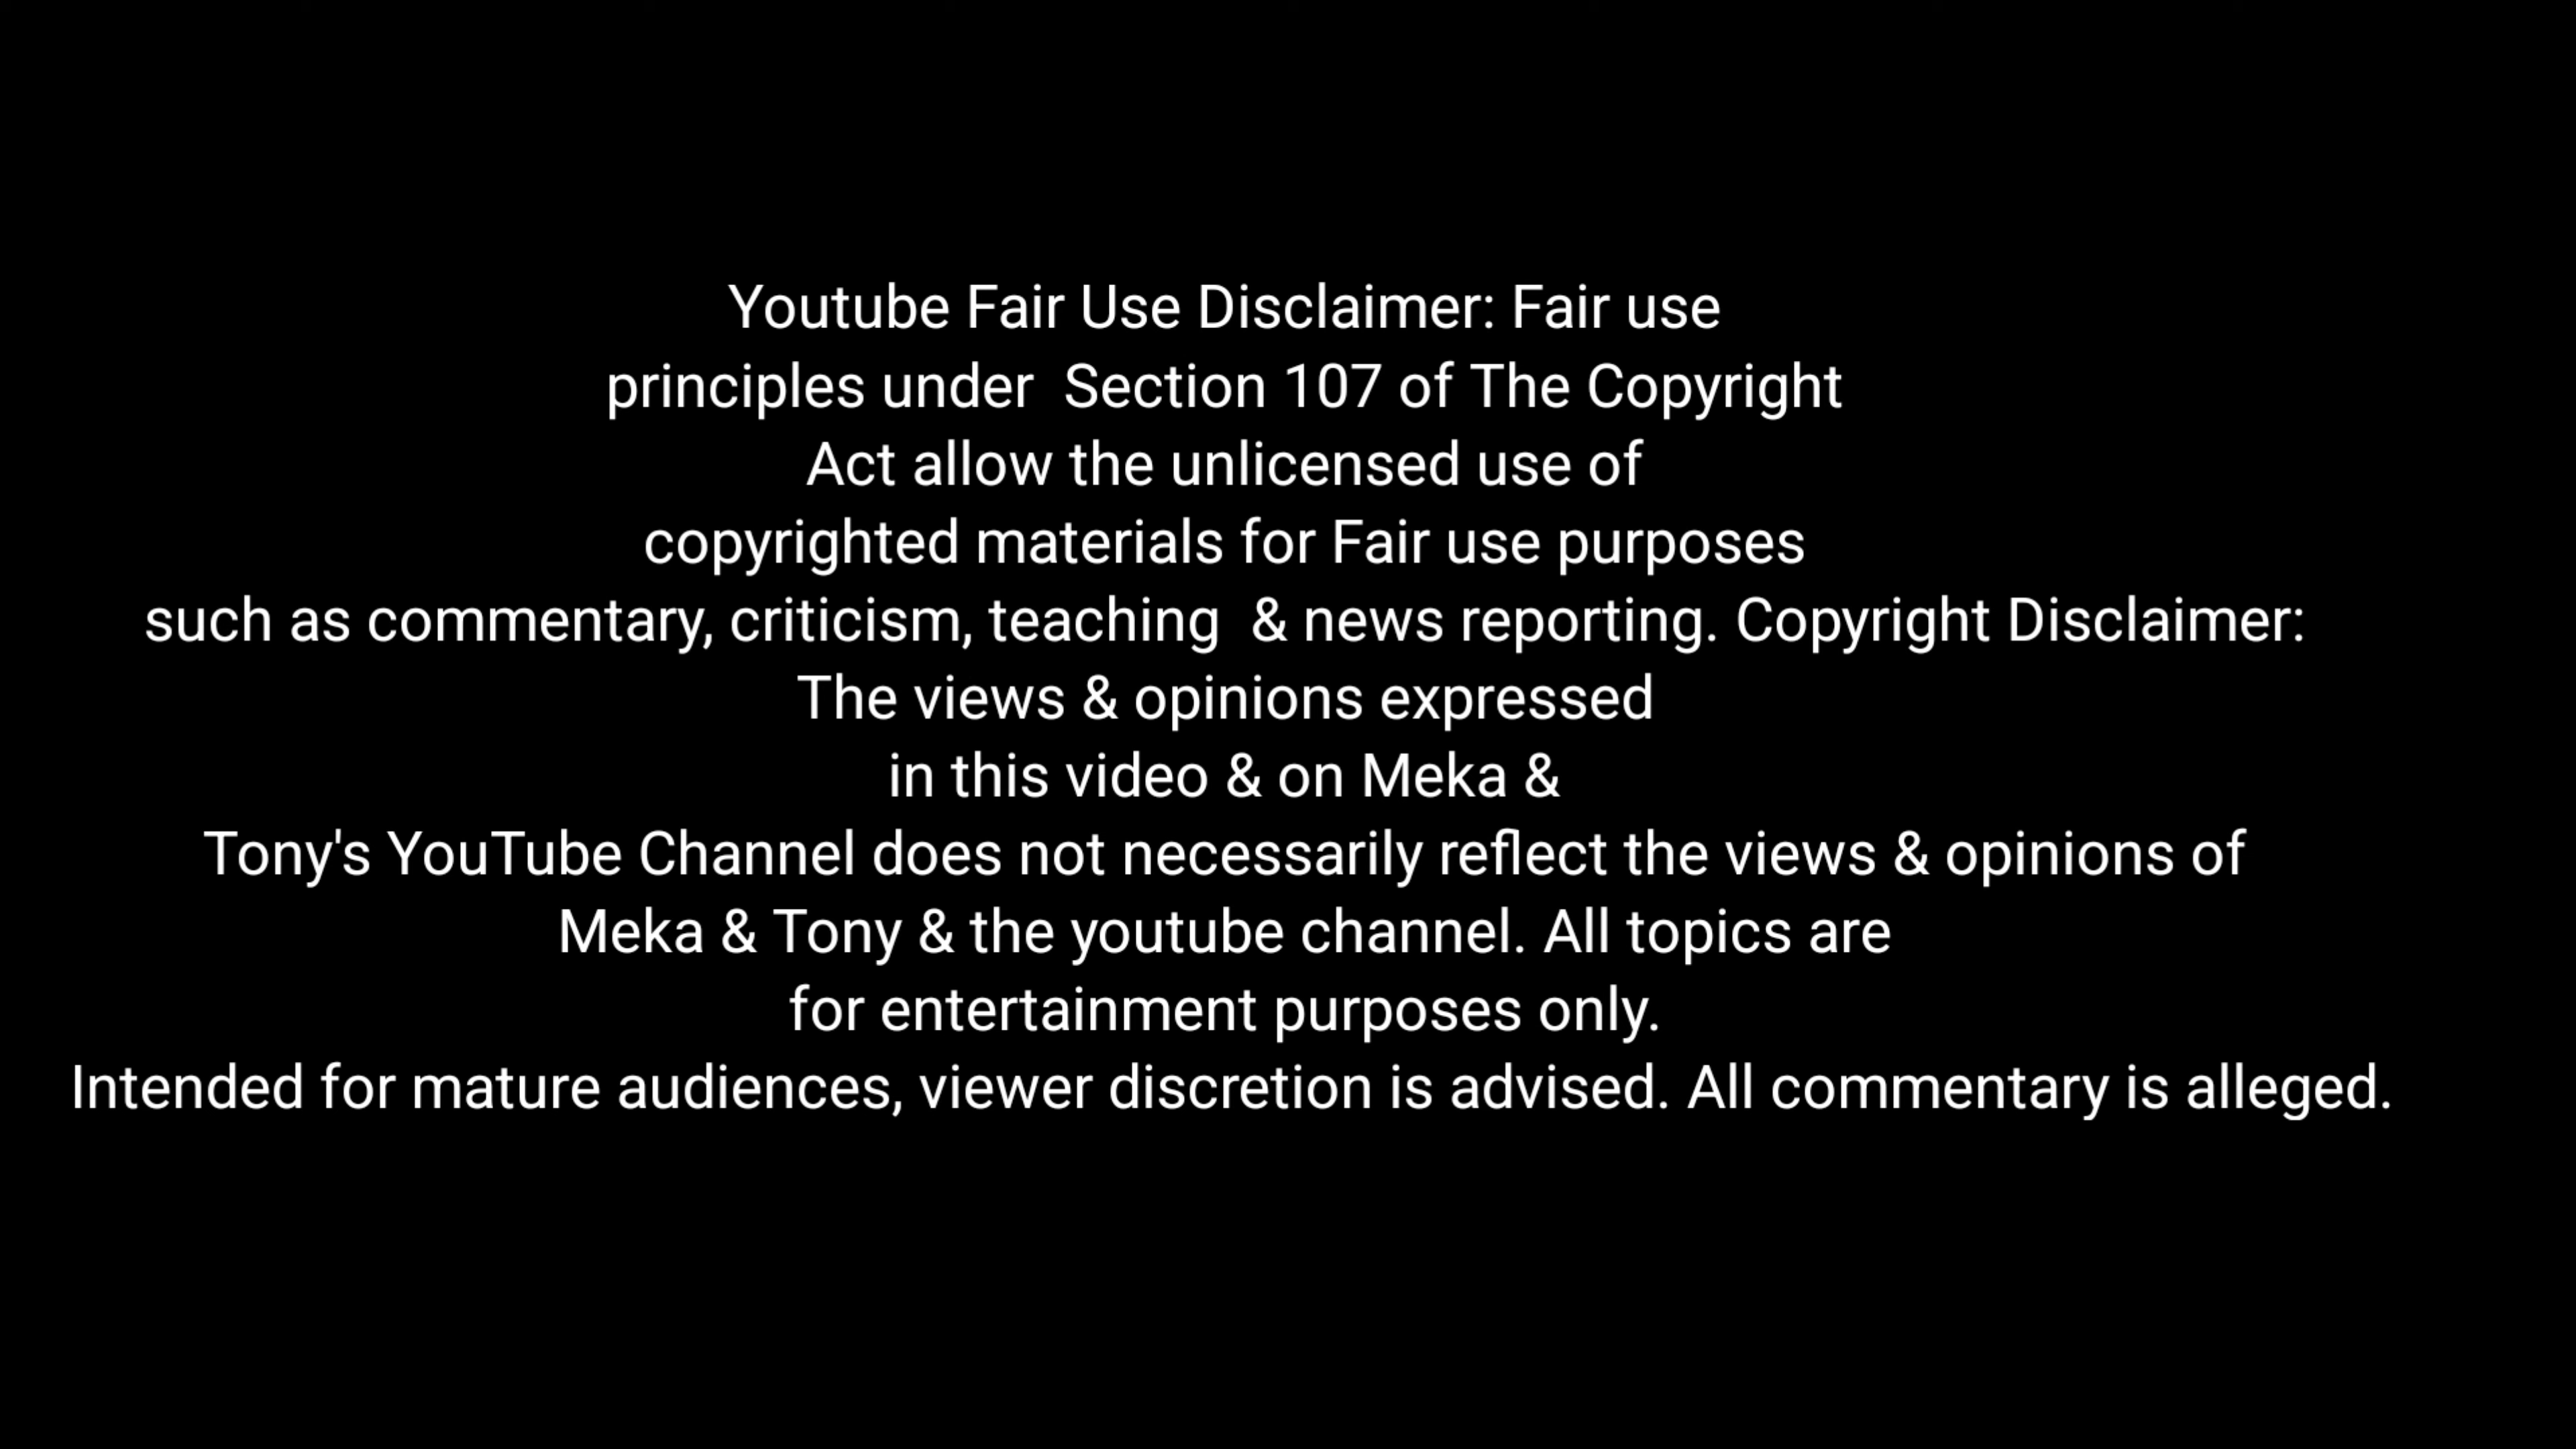 Youtube Fair Use Disclaimer: Fair use
principles under  Section 107 of The Copyright
Act allow the unlicensed use of
copyrighted materials for Fair use purposes
such as commentary, criticism, teaching  & news reporting. Copyright Disclaimer:
The views & opinions expressed
in this video & on Meka &
Tony's YouTube Channel does not necessarily reflect the views & opinions of
Meka & Tony & the youtube channel. All topics are
for entertainment purposes only.
Intended for mature audiences, viewer discretion is advised. All commentary is alleged.